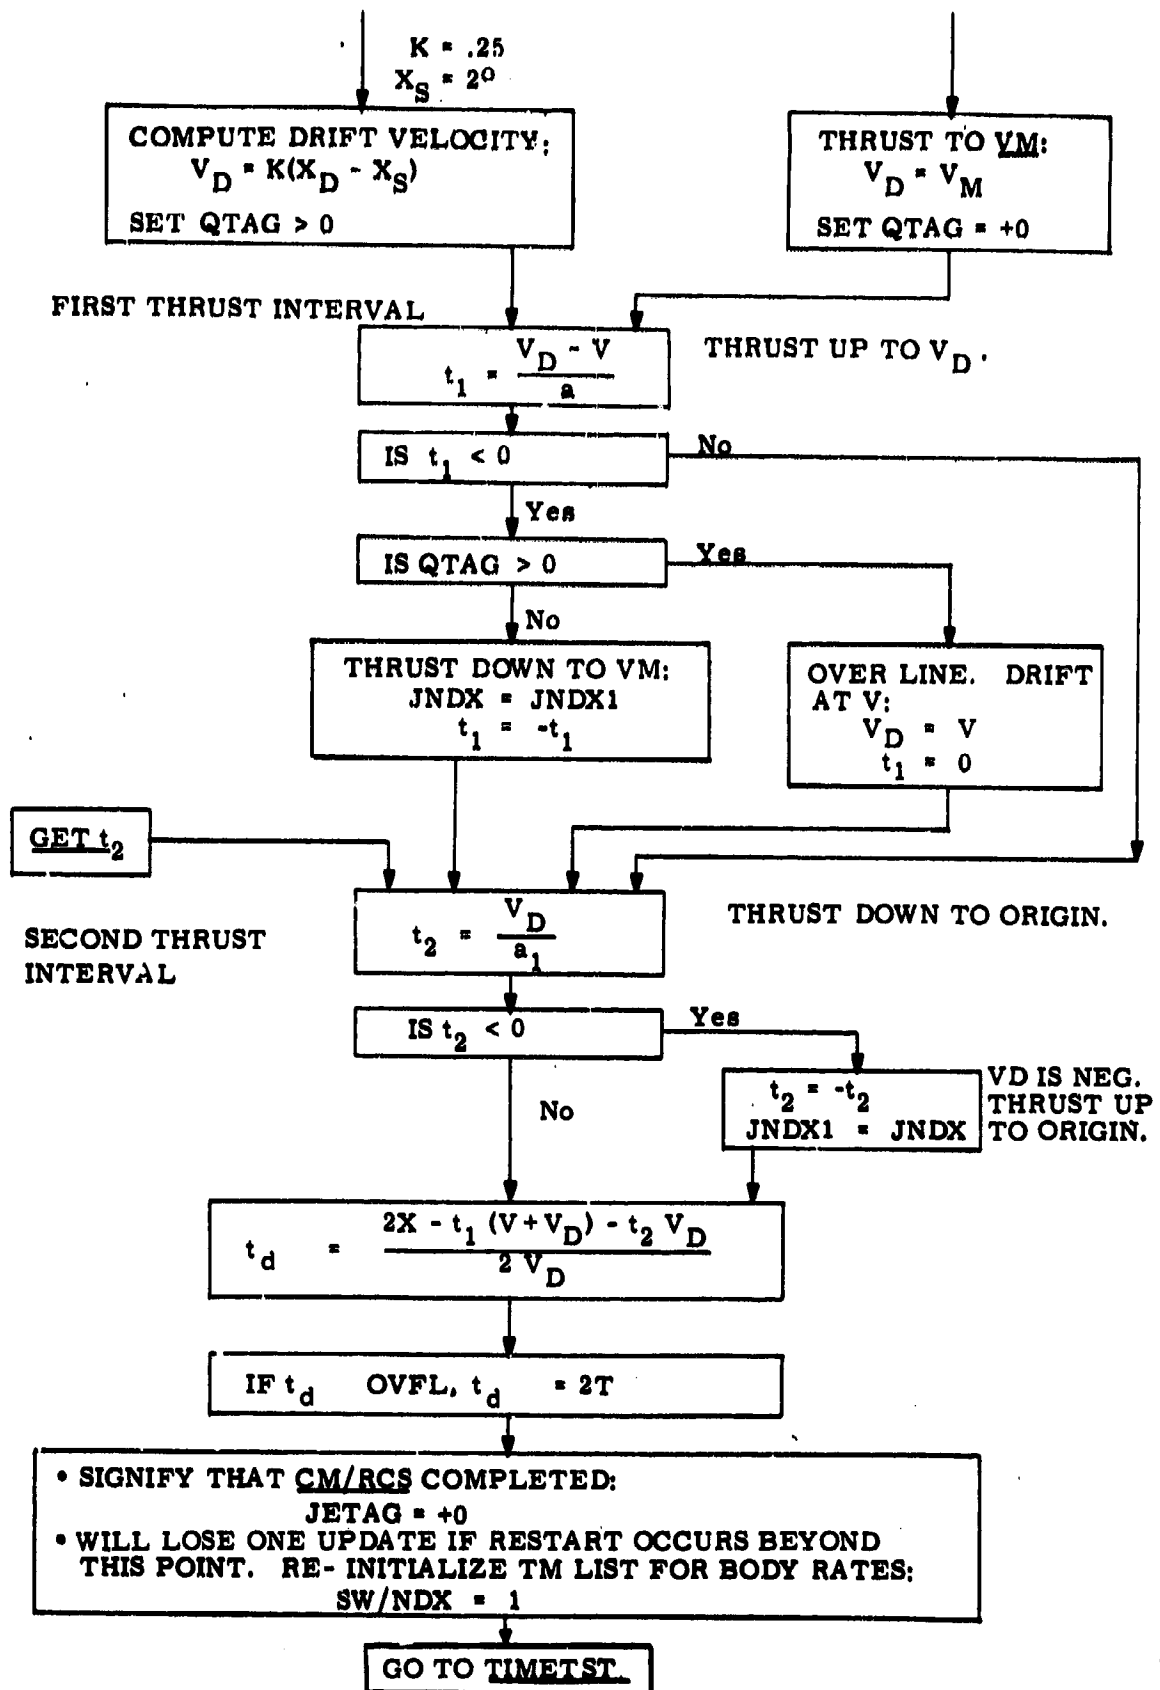 K = .25
X_S = 2°
COMPUTE DRIFT VELOCITY:
V_D = K(X_D - X_S)
SET QTAG > 0
THRUST TO VM:
V_D = V_M
SET QTAG = +0
FIRST THRUST INTERVAL
t_1 = (V_D - V) / a
THRUST UP TO V_D.
IS t_1 < 0
No
Yes
IS QTAG > 0
Yes
No
THRUST DOWN TO VM:
JNDX = JNDX1
t_1 = -t_1
OVER LINE. DRIFT
AT V:
V_D = V
t_1 = 0
GET t_2
SECOND THRUST
INTERVAL
t_2 = V_D / a_1
THRUST DOWN TO ORIGIN.
IS t_2 < 0
Yes
No
t_2 = -t_2
JNDX1 = JNDX
VD IS NEG.
THRUST UP
TO ORIGIN.
t_d = (2X - t_1 (V + V_D) - t_2 V_D) / (2 V_D)
IF t_d OVFL, t_d = 2T
• SIGNIFY THAT CM/RCS COMPLETED:
JETAG = +0
• WILL LOSE ONE UPDATE IF RESTART OCCURS BEYOND
THIS POINT. RE- INITIALIZE TM LIST FOR BODY RATES:
SW/NDX = 1
GO TO TIMETST.